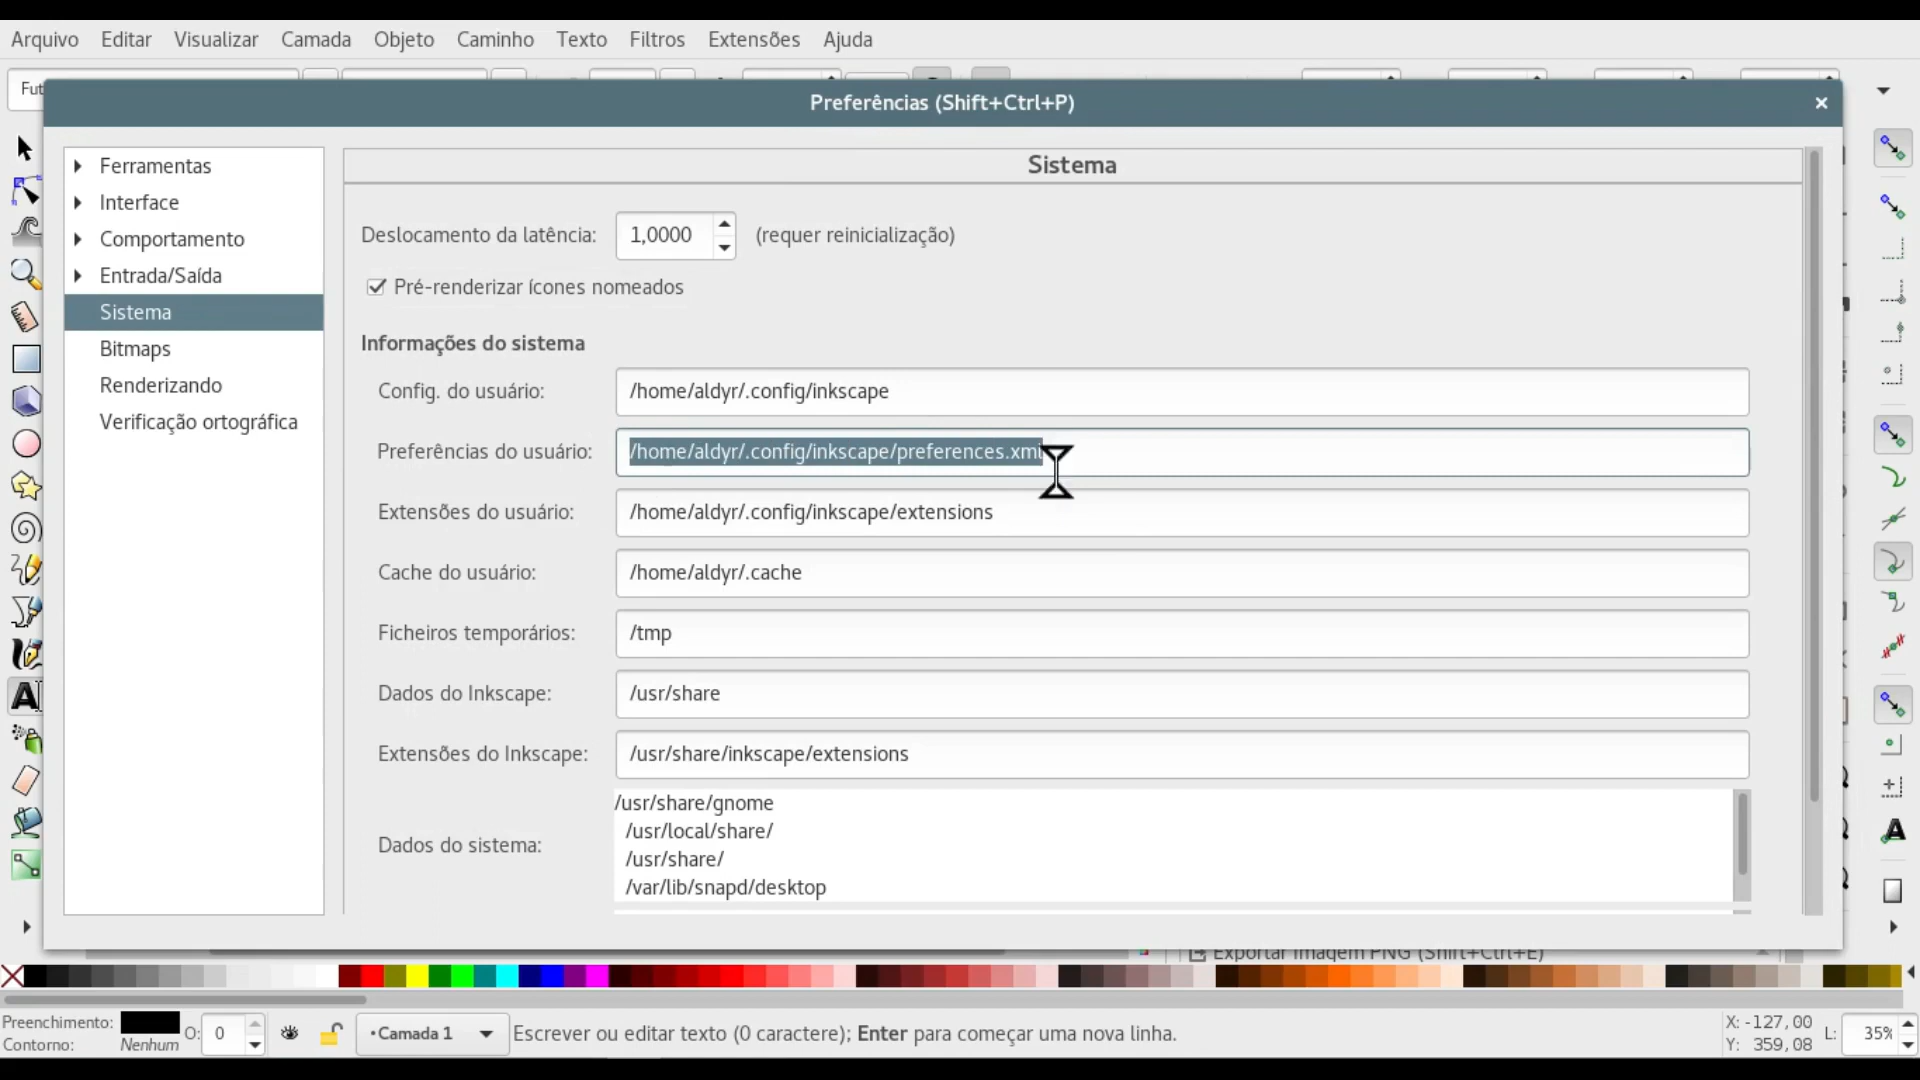 Arquivo Editar Visualizar Camada Objeto Caminho Texto Filtros Extensões Ajuda
Fut
Preferências (Shift+Ctrl+P)
Ferramentas
Interface
Comportamento
Entrada/Saída
Sistema
Bitmaps
Renderizando
Verificação ortográfica
Sistema
Deslocamento da latência: 1,0000 (requer reinicialização)
Pré-renderizar ícones nomeados
Informações do sistema
Config. do usuário: /home/aldyr/.config/inkscape
Preferências do usuário: /home/aldyr/.config/inkscape/preferences.xml
Extensões do usuário: /home/aldyr/.config/inkscape/extensions
Cache do usuário: /home/aldyr/.cache
Ficheiros temporários: /tmp
Dados do Inkscape: /usr/share
Extensões do Inkscape: /usr/share/inkscape/extensions
Dados do sistema:
/usr/share/gnome
/usr/local/share/
/usr/share/
/var/lib/snapd/desktop
Exportar Imagem PNG (Shift+Ctrl+E)
Preenchimento:
Contorno: Nenhum
O: 0
•Camada 1
Escrever ou editar texto (0 caractere); Enter para começar uma nova linha.
X: -127,00
Y: 359,08
L: 35%